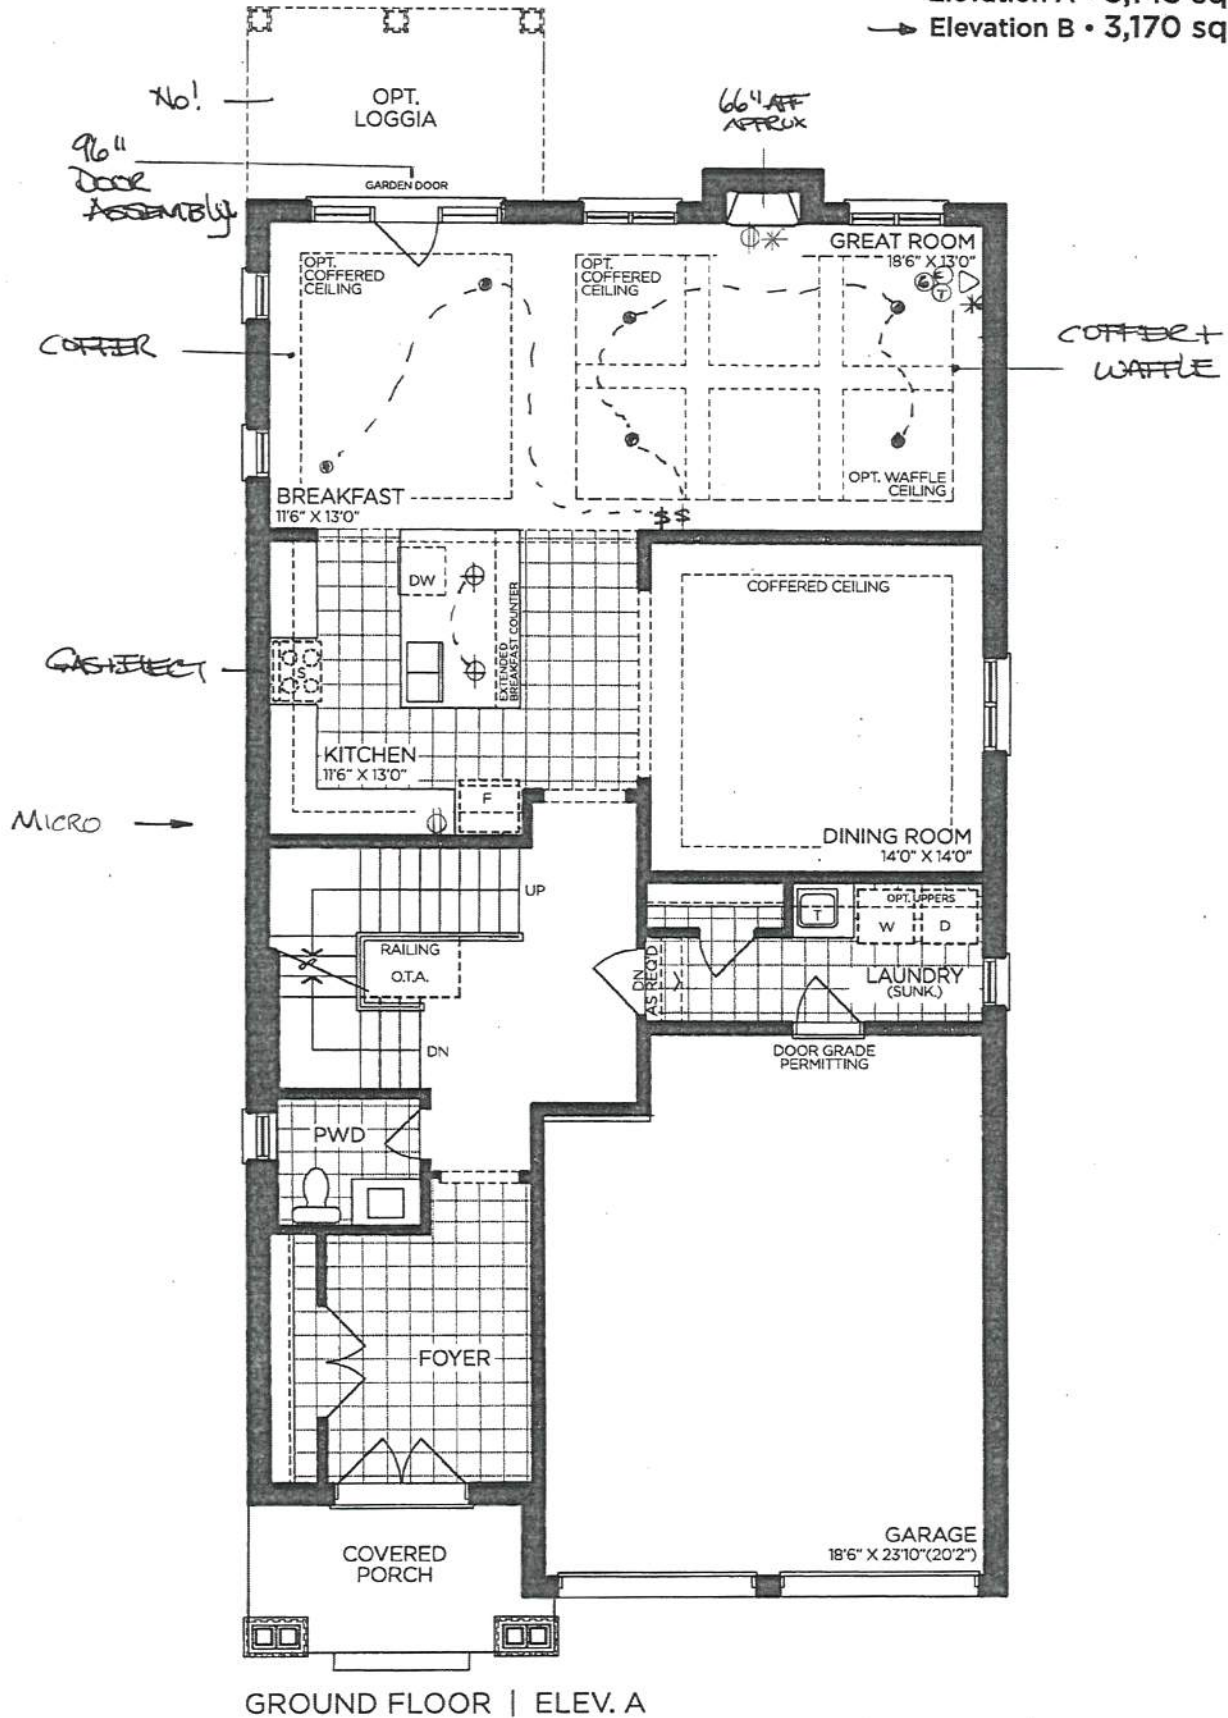 Elevation B • 3,170 sq
No!
OPT.
LOGGIA
66" AFF
APPROX
96"
DOOR
ASSEMBLY
GARDEN DOOR
GREAT ROOM
18'6" X 13'0"
OPT.
COFFERED
CEILING
OPT.
COFFERED
CEILING
T
COFFER
COFFER +
WAFFLE
OPT. WAFFLE
CEILING
BREAKFAST
11'6" X 13'0"
$ $
DW
EXTENDED
BREAKFAST COUNTER
COFFERED CEILING
GAS+ELECT
S
KITCHEN
11'6" X 13'0"
F
MICRO
DINING ROOM
14'0" X 14'0"
UP
OPT. UPPERS
T
W
D
RAILING
O.T.A.
DN
AS REQ'D
LAUNDRY
(SUNK.)
DN
DOOR GRADE
PERMITTING
PWD
FOYER
GARAGE
18'6" X 23'10"(20'2")
COVERED
PORCH
GROUND FLOOR | ELEV. A